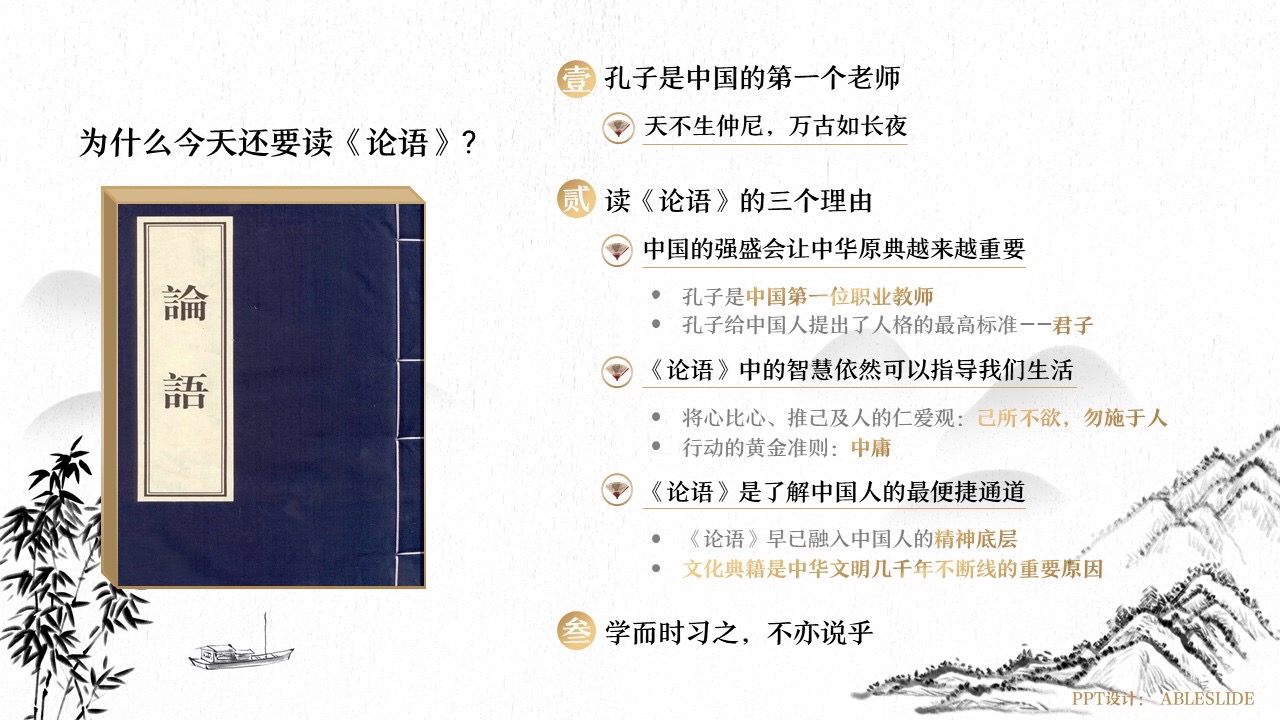 为什么今天还要读《论语》?
論
語
壹 孔子是中国的第一个老师
天不生仲尼，万古如长夜
贰 读《论语》的三个理由
中国的强盛会让中华原典越来越重要
• 孔子是中国第一位职业教师
• 孔子给中国人提出了人格的最高标准——君子
《论语》中的智慧依然可以指导我们生活
• 将心比心、推己及人的仁爱观：己所不欲，勿施于人
• 行动的黄金准则：中庸
《论语》是了解中国人的最便捷通道
• 《论语》早已融入中国人的精神底层
• 文化典籍是中华文明几千年不断线的重要原因
叁 学而时习之，不亦说乎
PPT设计： ABLESLIDE